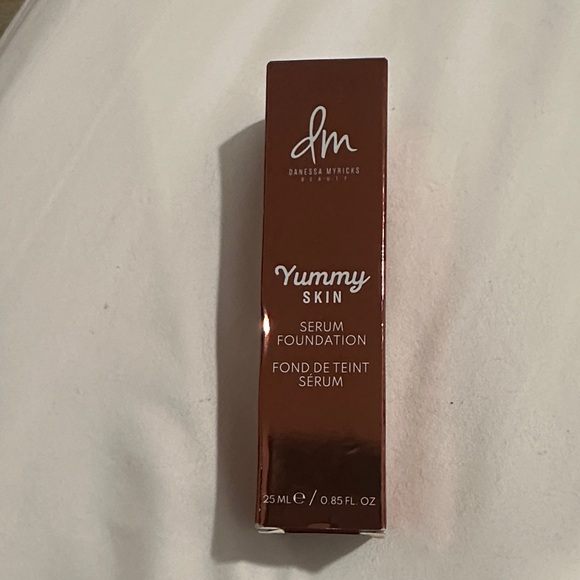 dm
DANESSA MYRICKS
BEAUTY
Yummy
SKIN
SERUM
FOUNDATION
FOND DE TEINT
SÉRUM
25 ML ℮ / 0.85 FL. OZ